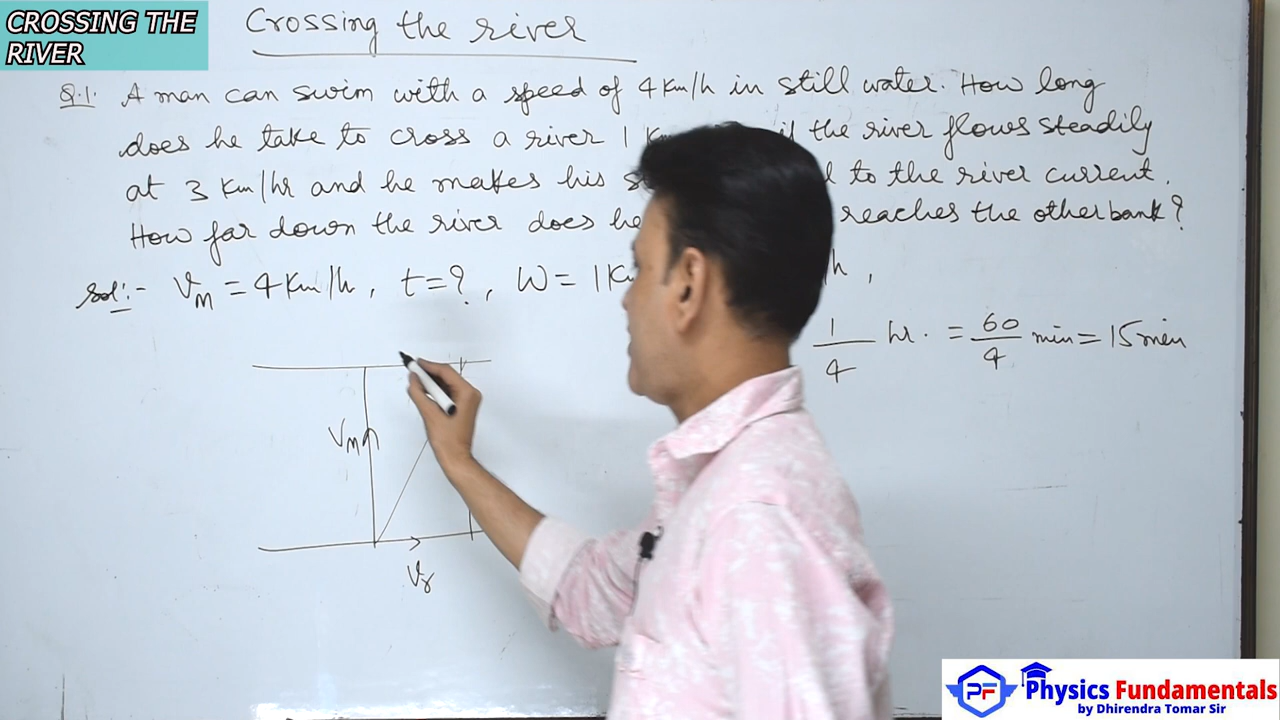 CROSSING THE
RIVER
Crossing the river
Q.1. A man can swim with a speed of 4 Km/h in still water. How long
does he take to cross a river 1 if the river flows steadily
at 3 Km/hr and he makes his to the river current.
How far down the river does he reaches the other bank?
Sol:- VM = 4 Km/h, t = ?, W = 1 h,
1/4 hr. = 60/4 min = 15 min
VM
Vr
PF Physics Fundamentals
by Dhirendra Tomar Sir